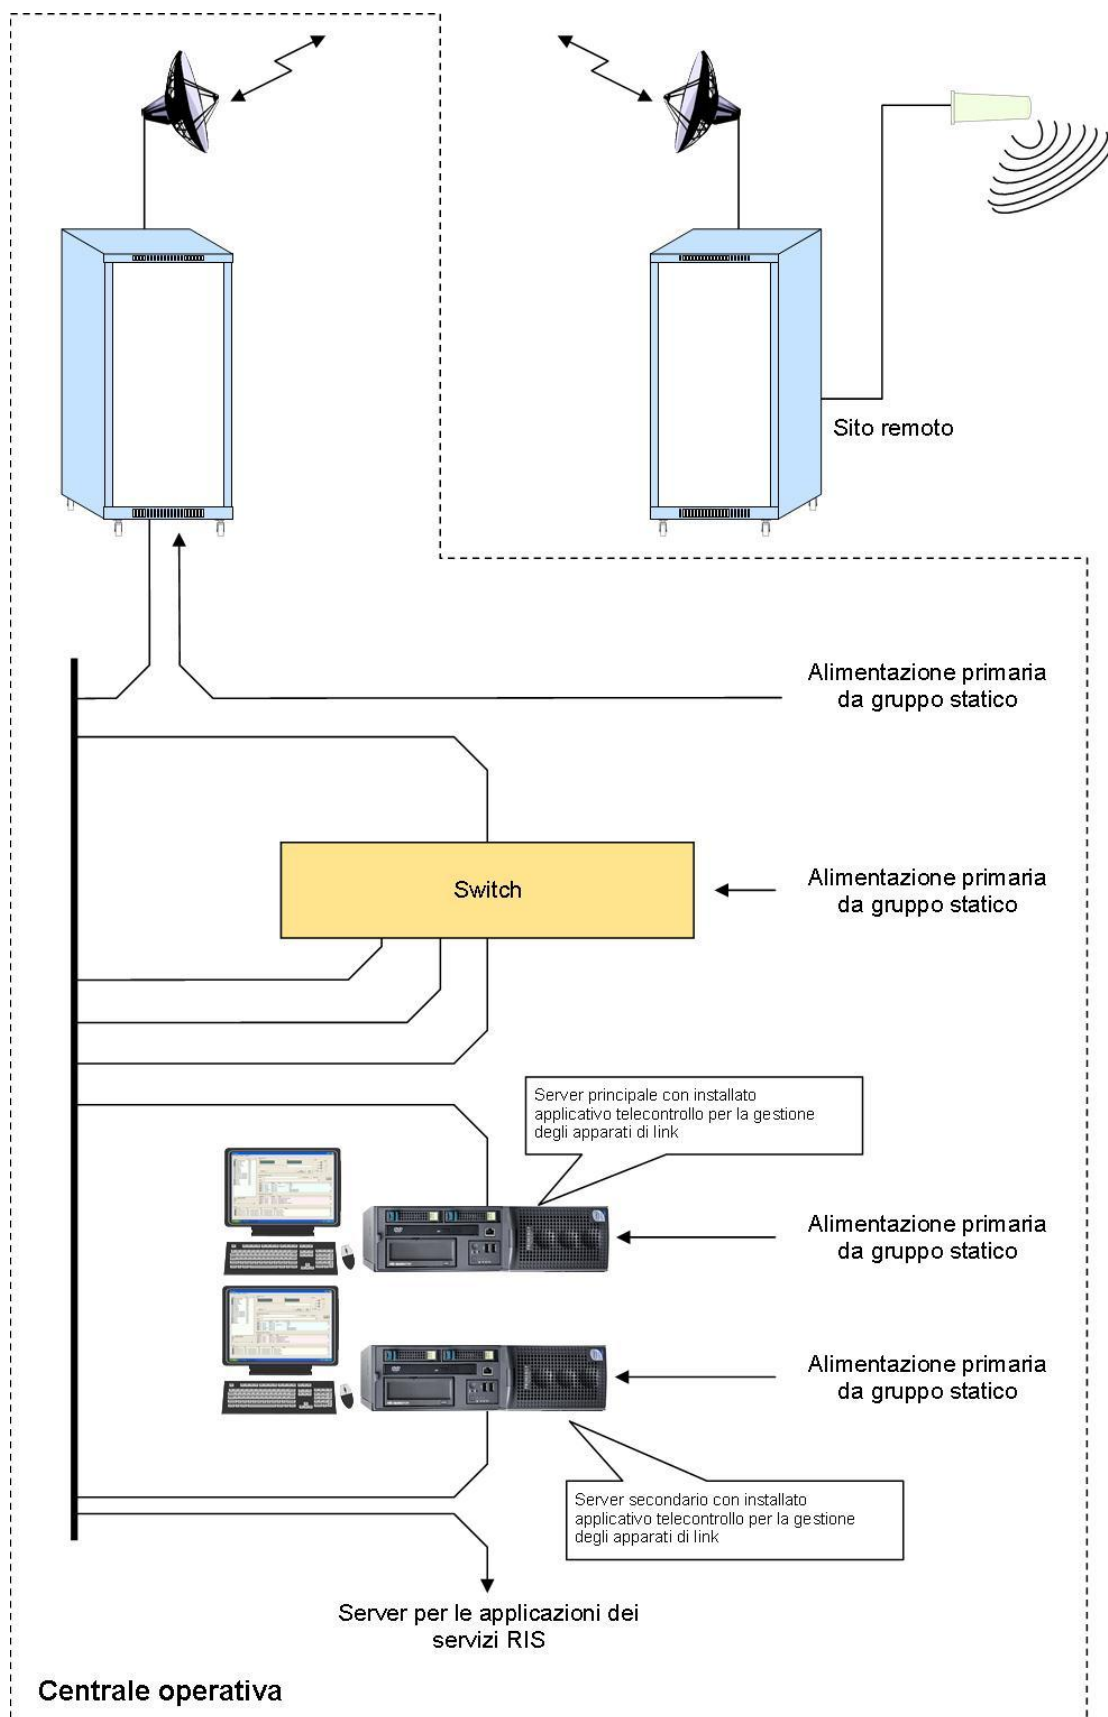 Sito remoto
Alimentazione primaria
da gruppo statico
Switch
Alimentazione primaria
da gruppo statico
Server principale con installato
applicativo telecontrollo per la gestione
degli apparati di link
Alimentazione primaria
da gruppo statico
Alimentazione primaria
da gruppo statico
Server secondario con installato
applicativo telecontrollo per la gestione
degli apparati di link
Server per le applicazioni dei
servizi RIS
Centrale operativa